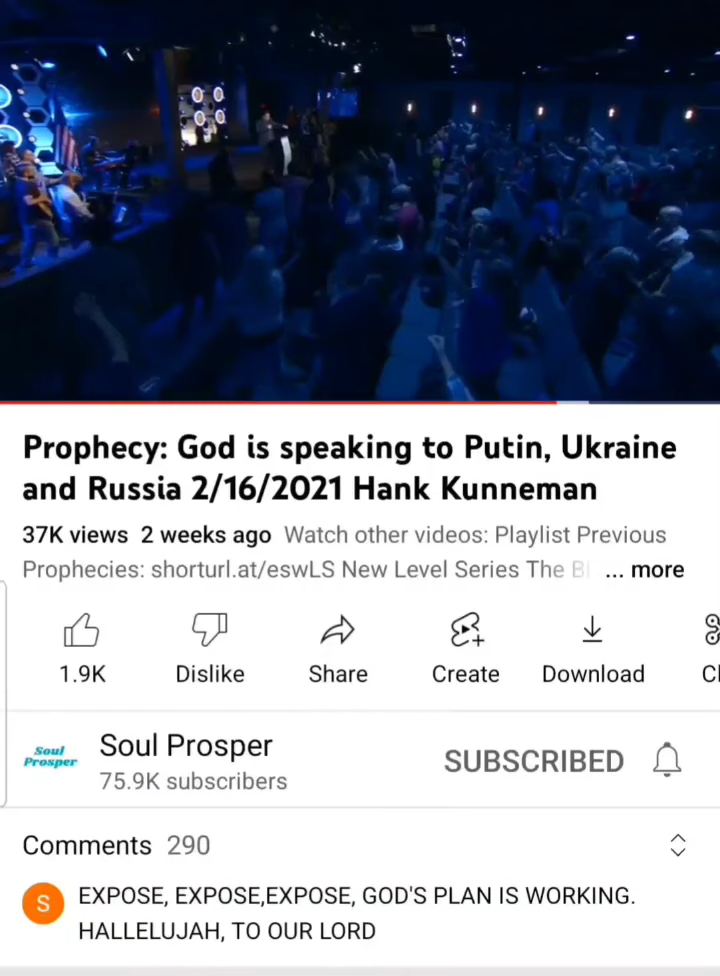 Prophecy: God is speaking to Putin, Ukraine
and Russia 2/16/2021 Hank Kunneman
37K views 2 weeks ago Watch other videos: Playlist Previous
Prophecies: shorturl.at/eswLS New Level Series The ... more
1.9K Dislike Share Create Download
Soul Prosper
Soul Prosper
75.9K subscribers
SUBSCRIBED
Comments 290
S
EXPOSE, EXPOSE,EXPOSE, GOD'S PLAN IS WORKING.
HALLELUJAH, TO OUR LORD